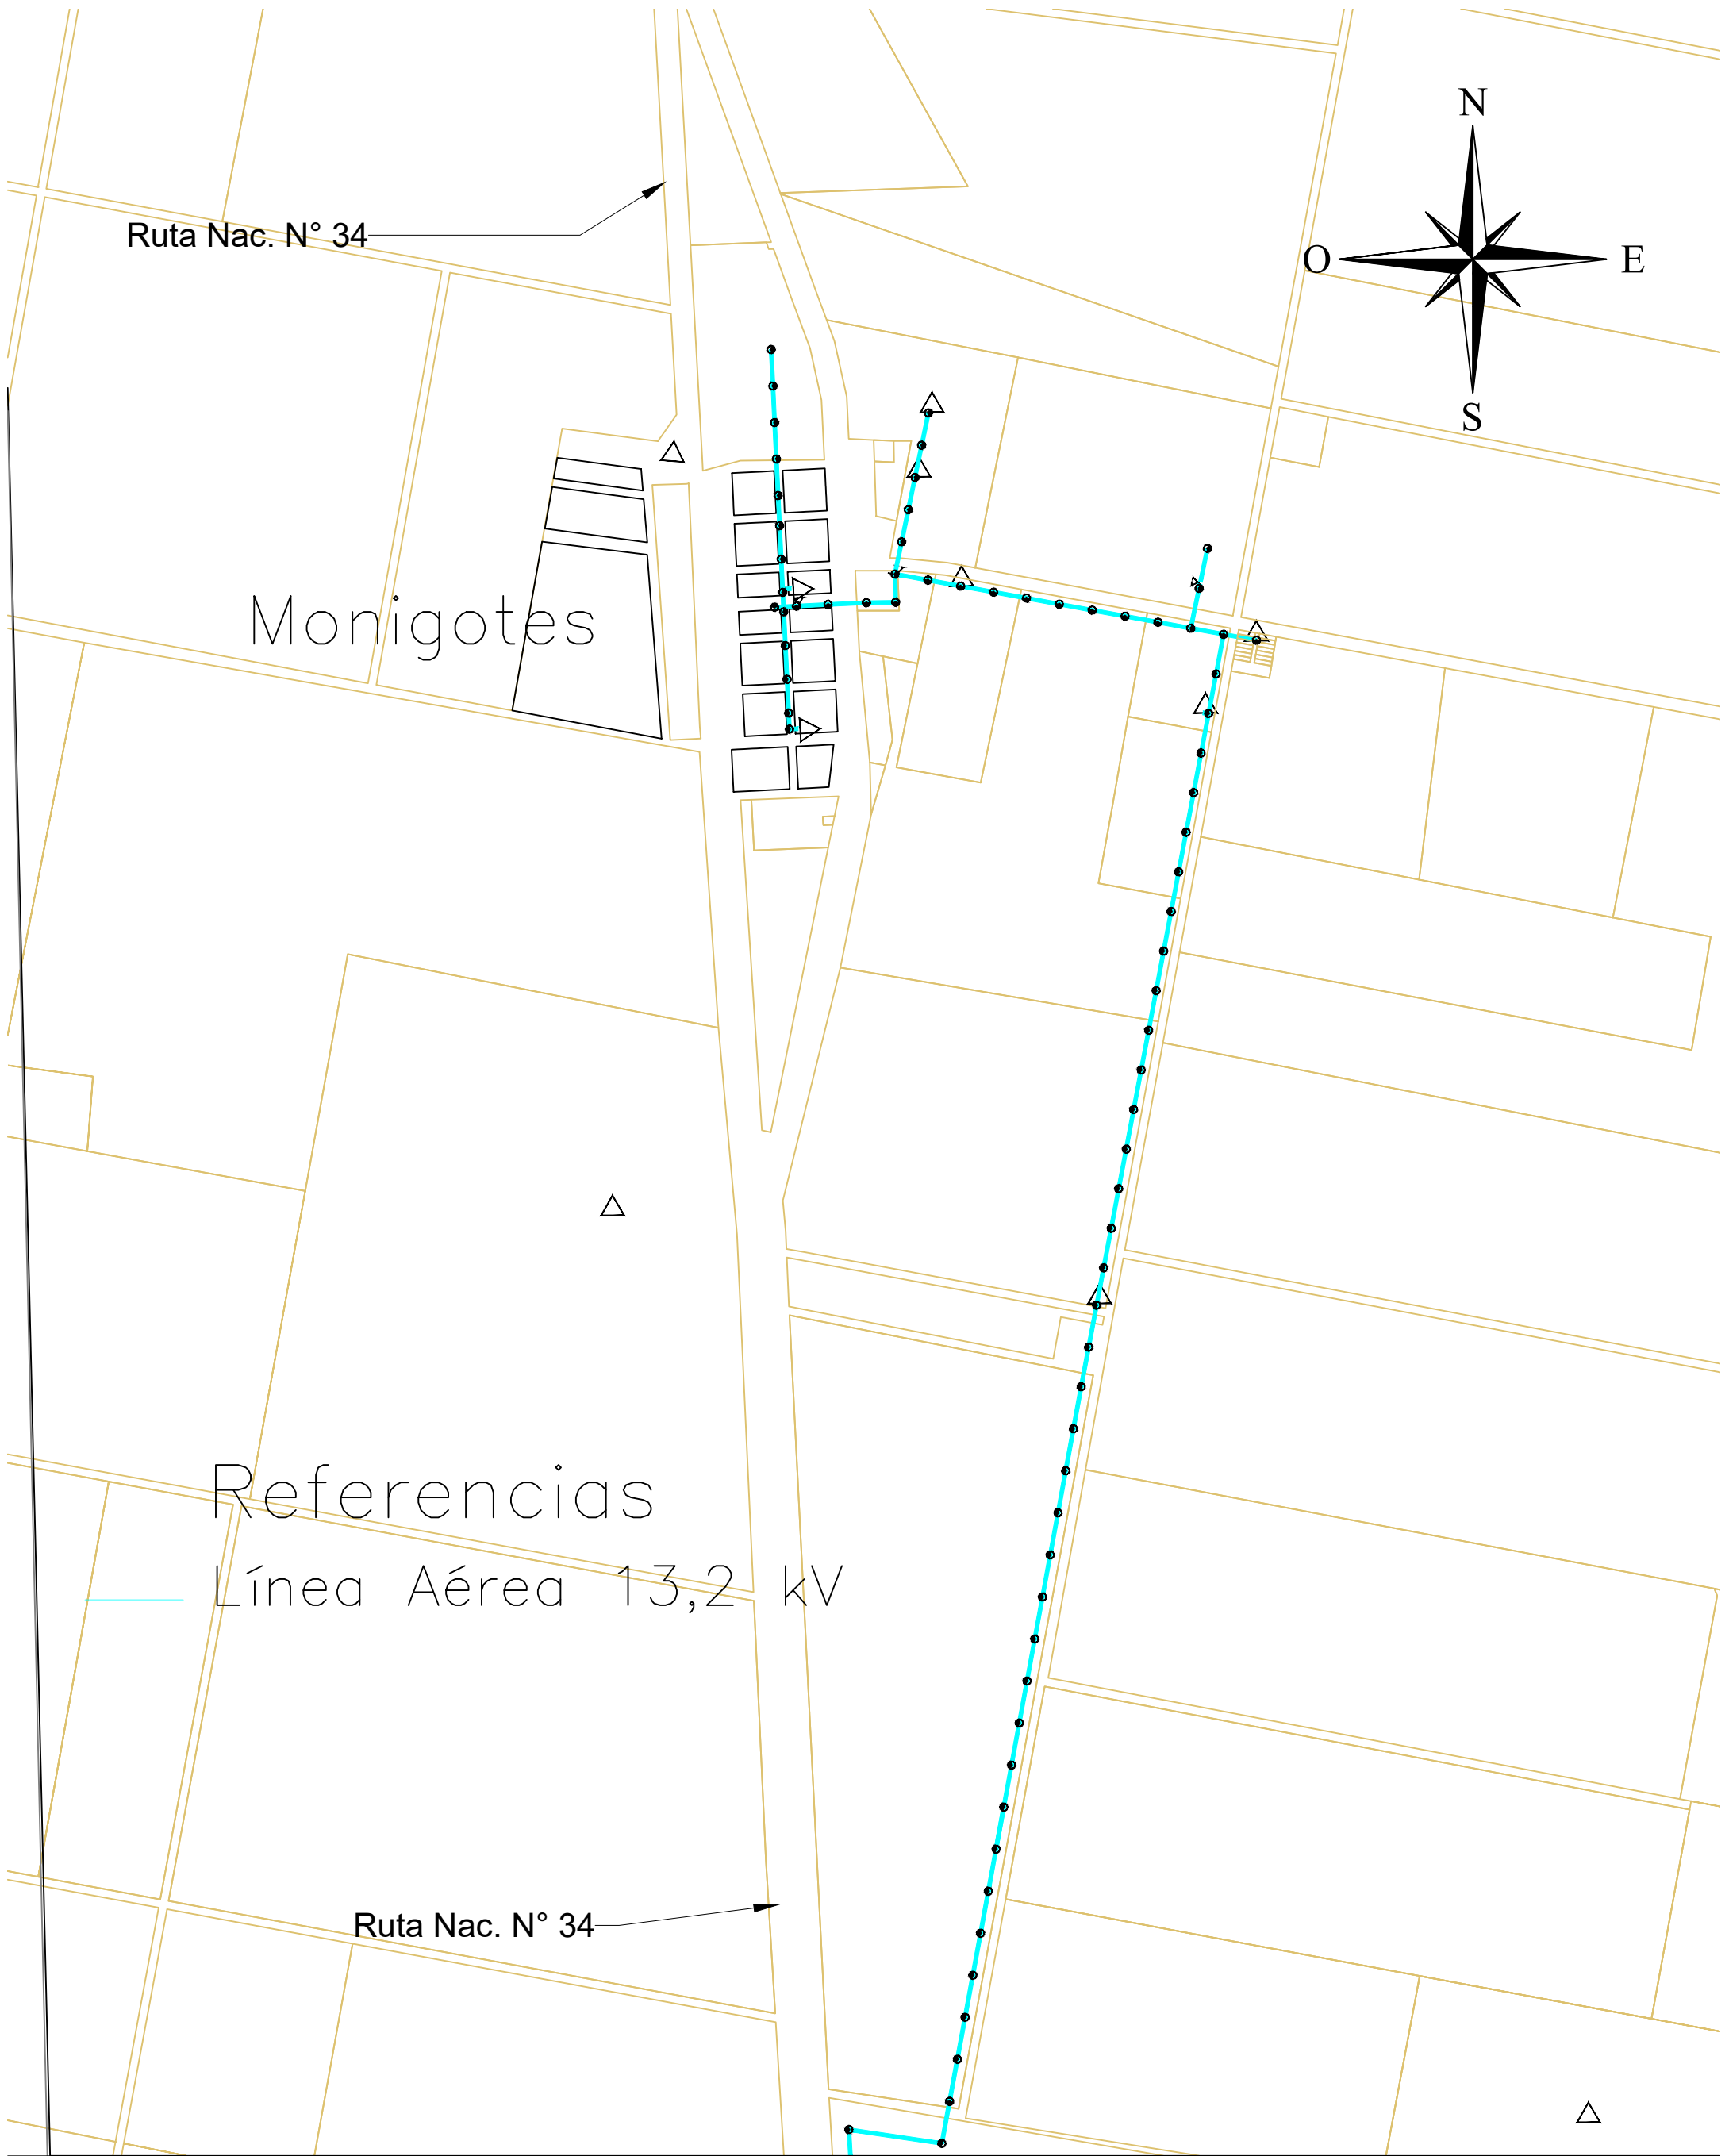 N
Ruta Nac. N° 34
O
E
S
Monigotes
Referencias
Línea Aérea 13,2 kV
Ruta Nac. N° 34